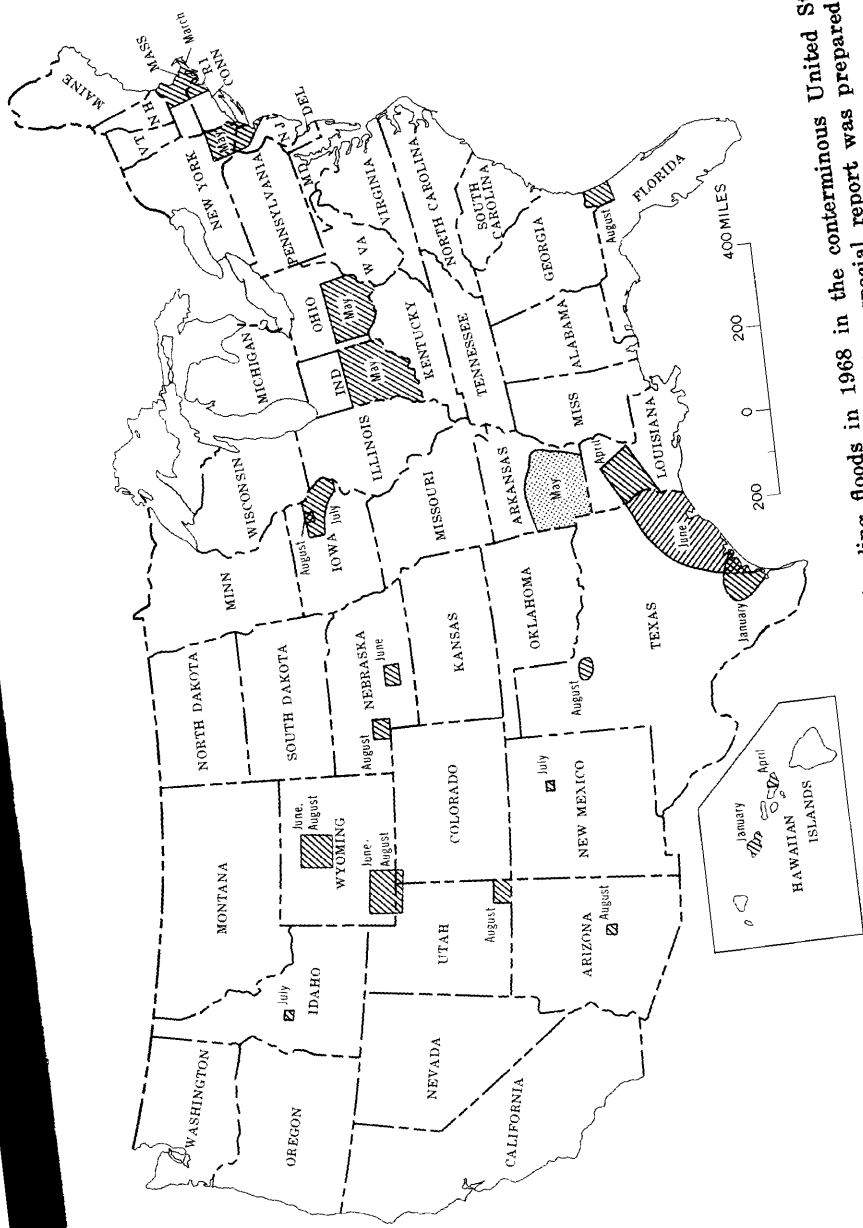 WASHINGTON
OREGON
CALIFORNIA
NEVADA
July
IDAHO
MONTANA
June,
August
WYOMING
June-
August
UTAH
August
ARIZONA
August
COLORADO
NEW MEXICO
July
NORTH DAKOTA
SOUTH DAKOTA
NEBRASKA
June
August
KANSAS
OKLAHOMA
TEXAS
August
January
June
MINN
WISCONSIN
IOWA
August
July
ILLINOIS
MISSOURI
ARKANSAS
May
April
LOUISIANA
MISS
ALABAMA
GEORGIA
FLORIDA
August
TENNESSEE
KENTUCKY
IND
May
OHIO
May
MICHIGAN
W VA
VIRGINIA
NORTH CAROLINA
SOUTH
CAROLINA
PENNSYLVANIA
MD
DEL
NJ
NEW YORK
May
VT
NH
MAINE
MASS
March
RI
CONN
January
April
HAWAIIAN
ISLANDS
200 0 200 400 MILES
floods in 1968 in the conterminous United
report was prepared